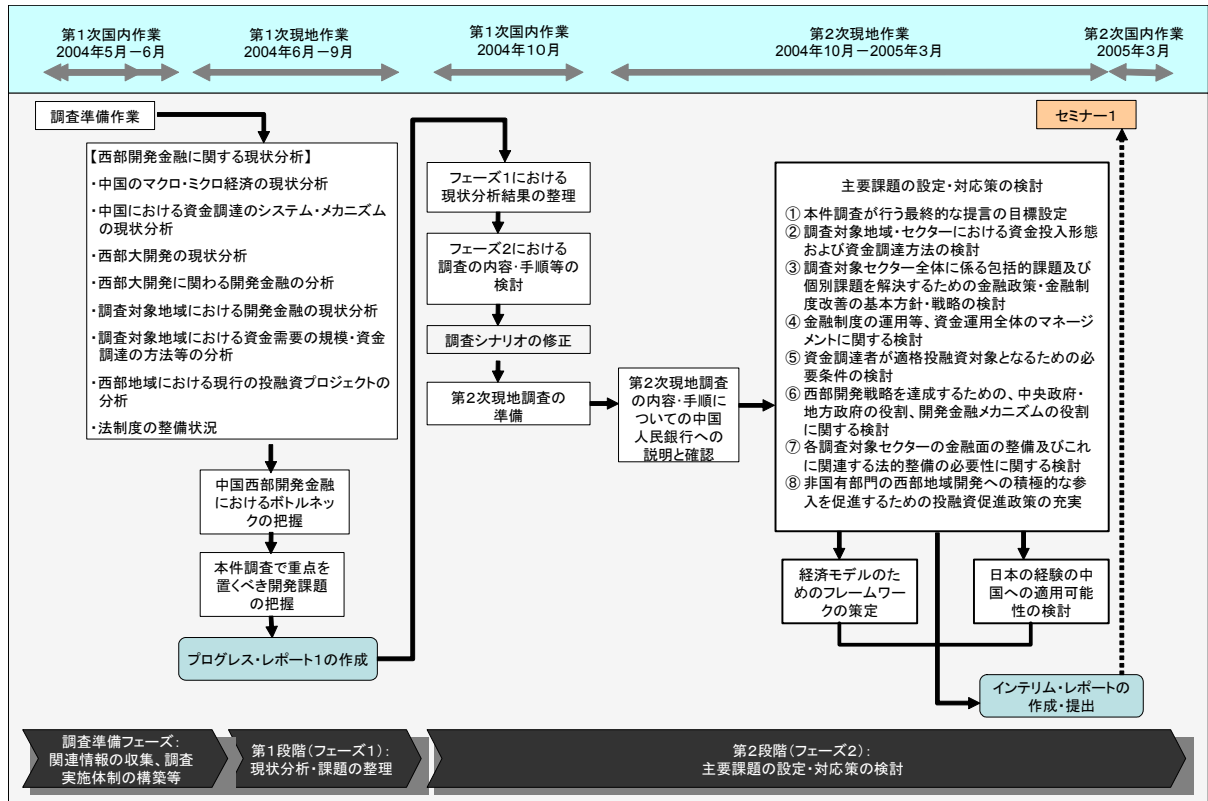 第1次国内作業
2004年5月－6月
第1次現地作業
2004年6月－9月
第1次国内作業
2004年10月
第2次現地作業
2004年10月－2005年3月
第2次国内作業
2005年3月
調査準備作業
【西部開発金融に関する現状分析】
・中国のマクロ・ミクロ経済の現状分析
・中国における資金調達のシステム・メカニズム
の現状分析
・西部大開発の現状分析
・西部大開発に関わる開発金融の分析
・調査対象地域における開発金融の現状分析
・調査対象地域における資金需要の規模・資金
調達の方法等の分析
・西部地域における現行の投融資プロジェクトの
分析
・法制度の整備状況
中国西部開発金融
におけるボトルネッ
クの把握
本件調査で重点を
置くべき開発課題
の把握
プログレス・レポート1の作成
フェーズ1における
現状分析結果の整理
フェーズ2における
調査の内容・手順等の
検討
調査シナリオの修正
第2次現地調査の
準備
第2次現地調査
の内容・手順に
ついての中国
人民銀行への
説明と確認
セミナー1
主要課題の設定・対応策の検討
① 本件調査が行う最終的な提言の目標設定
② 調査対象地域・セクターにおける資金投入形態
および資金調達方法の検討
③ 調査対象セクター全体に係る包括的課題及び
個別課題を解決するための金融政策・金融制
度改善の基本方針・戦略の検討
④ 金融制度の運用等、資金運用全体のマネージ
メントに関する検討
⑤ 資金調達者が適格投融資対象となるための必
要条件の検討
⑥ 西部開発戦略を達成するための、中央政府・
地方政府の役割、開発金融メカニズムの役割
に関する検討
⑦ 各調査対象セクターの金融面の整備及びこれ
に関連する法的整備の必要性に関する検討
⑧ 非国有部門の西部地域開発への積極的な参
入を促進するための投融資促進政策の充実
経済モデルのた
めのフレームワー
クの策定
日本の経験の中
国への適用可能
性の検討
インテリム・レポートの
作成・提出
調査準備フェーズ：
関連情報の収集、調査
実施体制の構築等
第1段階（フェーズ1）：
現状分析・課題の整理
第2段階（フェーズ2）：
主要課題の設定・対応策の検討